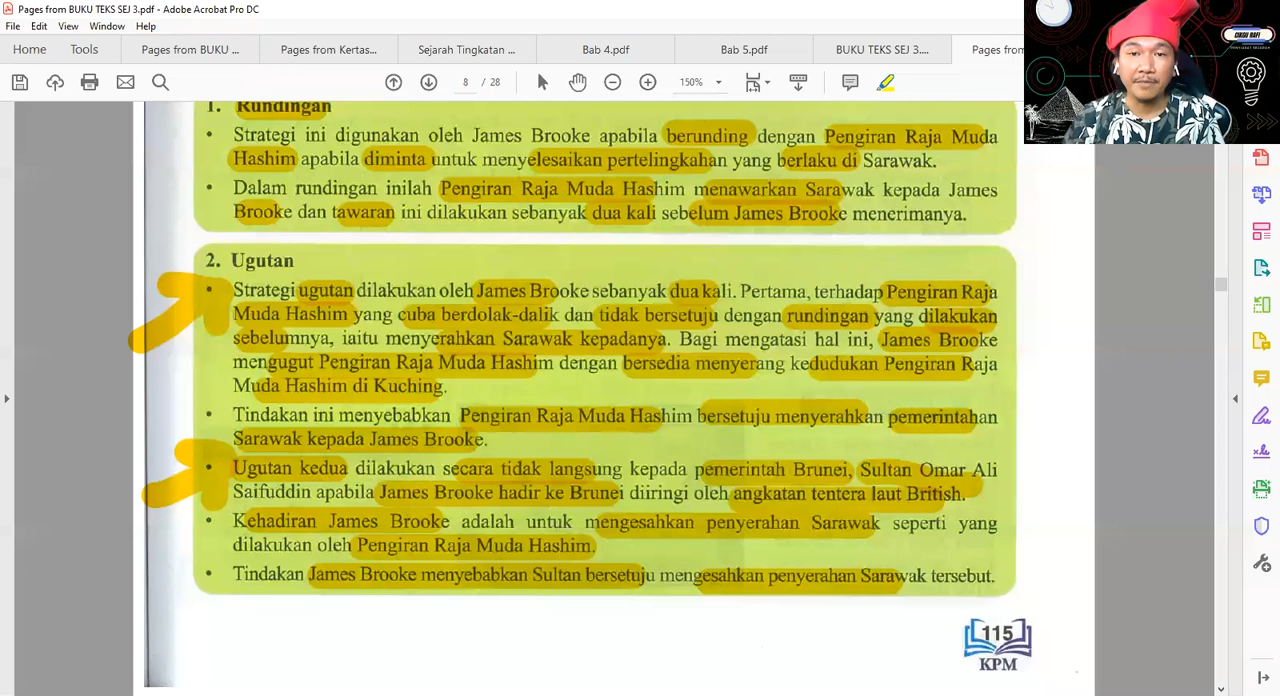 Pages from BUKU TEKS SEJ 3.pdf - Adobe Acrobat Pro DC
File Edit View Window Help
Home Tools Pages from BUKU ... Pages from Kertas... Sejarah Tingkatan ... Bab 4.pdf Bab 5.pdf BUKU TEKS SEJ 3.... Pages from
8 / 28 150%
CIKGU RAFI
1. Rundingan
• Strategi ini digunakan oleh James Brooke apabila berunding dengan Pengiran Raja Muda
Hashim apabila diminta untuk menyelesaikan pertelingkahan yang berlaku di Sarawak.
• Dalam rundingan inilah Pengiran Raja Muda Hashim menawarkan Sarawak kepada James
Brooke dan tawaran ini dilakukan sebanyak dua kali sebelum James Brooke menerimanya.
2. Ugutan
• Strategi ugutan dilakukan oleh James Brooke sebanyak dua kali. Pertama, terhadap Pengiran Raja
Muda Hashim yang cuba berdolak-dalik dan tidak bersetuju dengan rundingan yang dilakukan
sebelumnya, iaitu menyerahkan Sarawak kepadanya. Bagi mengatasi hal ini, James Brooke
mengugut Pengiran Raja Muda Hashim dengan bersedia menyerang kedudukan Pengiran Raja
Muda Hashim di Kuching.
• Tindakan ini menyebabkan Pengiran Raja Muda Hashim bersetuju menyerahkan pemerintahan
Sarawak kepada James Brooke.
• Ugutan kedua dilakukan secara tidak langsung kepada pemerintah Brunei, Sultan Omar Ali
Saifuddin apabila James Brooke hadir ke Brunei diiringi oleh angkatan tentera laut British.
• Kehadiran James Brooke adalah untuk mengesahkan penyerahan Sarawak seperti yang
dilakukan oleh Pengiran Raja Muda Hashim.
• Tindakan James Brooke menyebabkan Sultan bersetuju mengesahkan penyerahan Sarawak tersebut.
115
KPM